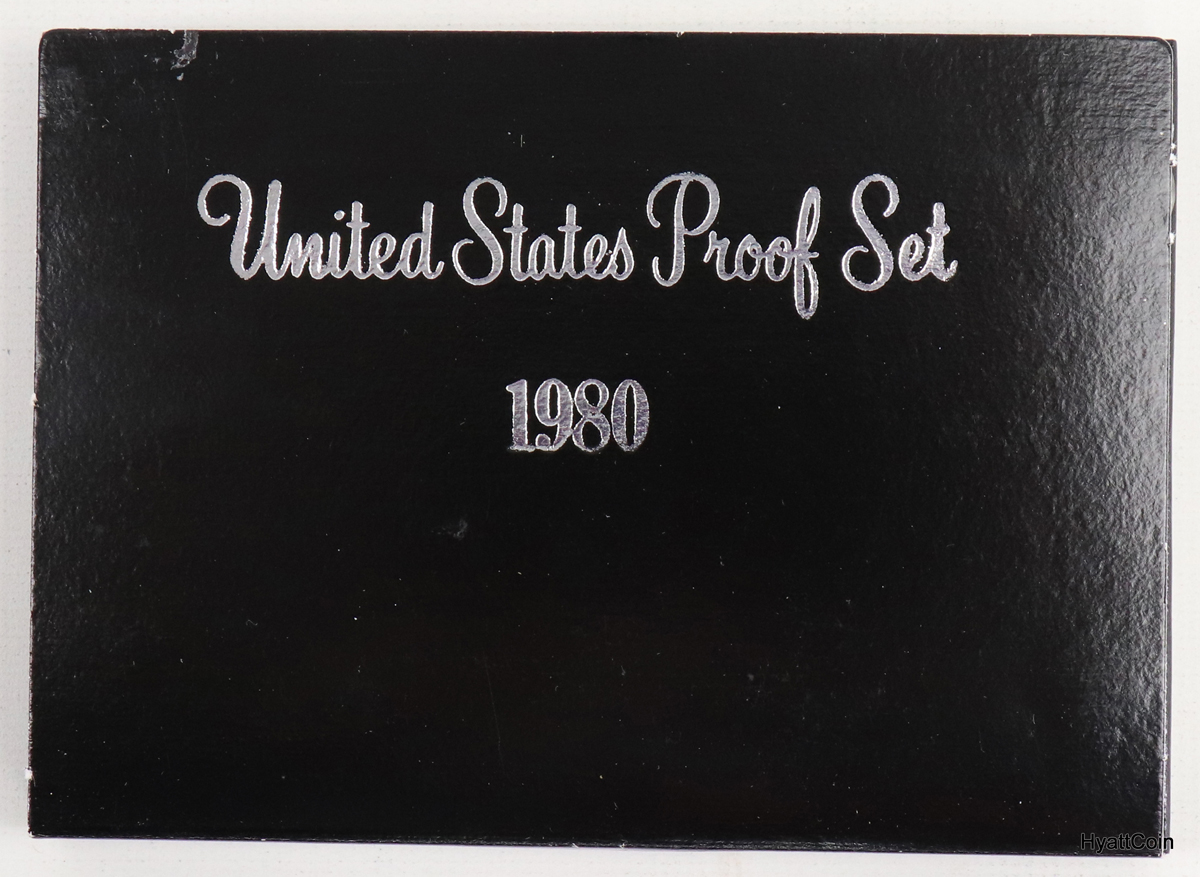 United States Proof Set
1980
HyattCoin